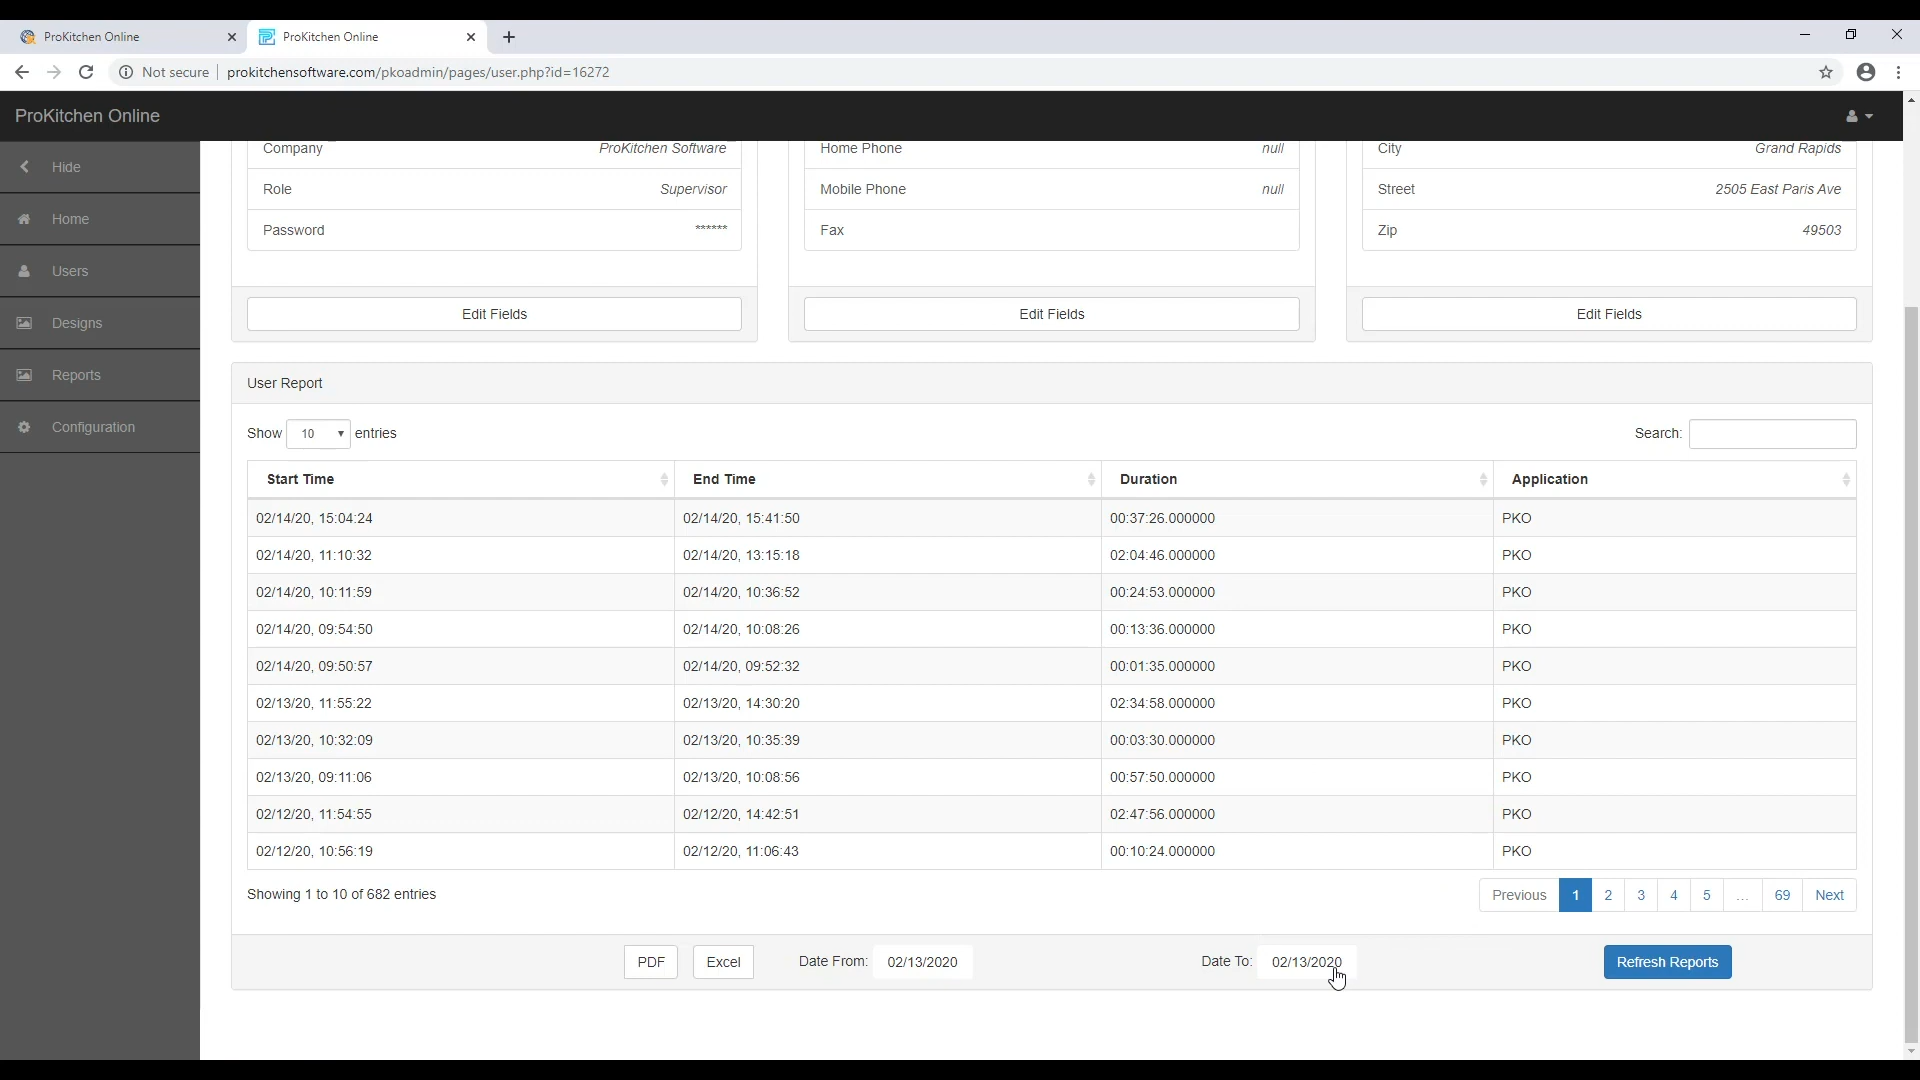 ProKitchen Online
ProKitchen Online
Not secure
prokitchensoftware.com/pkoadmin/pages/user.php?id=16272
ProKitchen Online
Hide
Home
Users
Designs
Reports
Configuration
Company ProKitchen Software
Role Supervisor
Password ******
Edit Fields
Home Phone null
Mobile Phone null
Fax
Edit Fields
City Grand Rapids
Street 2505 East Paris Ave
Zip 49503
Edit Fields
User Report
Show 10 entries
Search:
Start Time End Time Duration Application
02/14/20, 15:04:24 02/14/20, 15:41:50 00:37:26.000000 PKO
02/14/20, 11:10:32 02/14/20, 13:15:18 02:04:46.000000 PKO
02/14/20, 10:11:59 02/14/20, 10:36:52 00:24:53.000000 PKO
02/14/20, 09:54:50 02/14/20, 10:08:26 00:13:36.000000 PKO
02/14/20, 09:50:57 02/14/20, 09:52:32 00:01:35.000000 PKO
02/13/20, 11:55:22 02/13/20, 14:30:20 02:34:58.000000 PKO
02/13/20, 10:32:09 02/13/20, 10:35:39 00:03:30.000000 PKO
02/13/20, 09:11:06 02/13/20, 10:08:56 00:57:50.000000 PKO
02/12/20, 11:54:55 02/12/20, 14:42:51 02:47:56.000000 PKO
02/12/20, 10:56:19 02/12/20, 11:06:43 00:10:24.000000 PKO
Showing 1 to 10 of 682 entries
Previous 1 2 3 4 5 … 69 Next
PDF Excel Date From: 02/13/2020 Date To: 02/13/2020 Refresh Reports